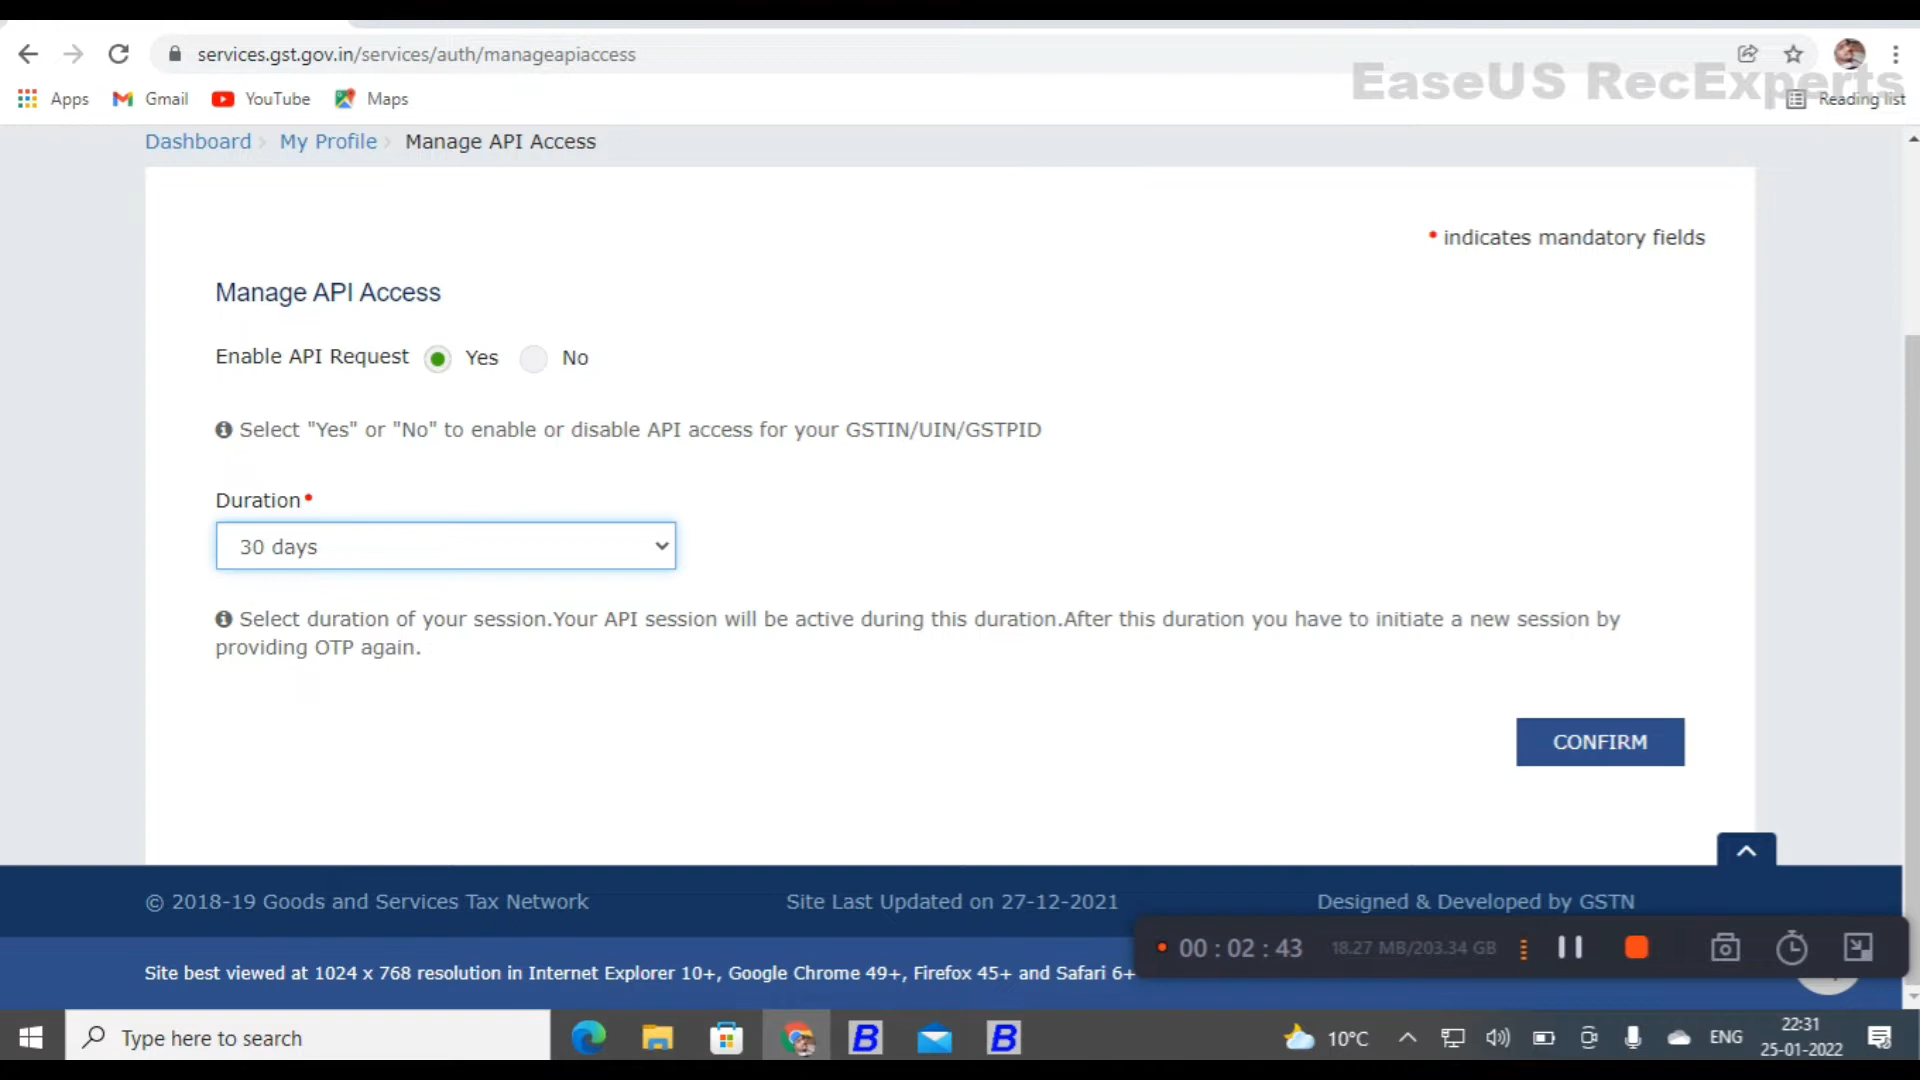 services.gst.gov.in/services/auth/manageapiaccess
EaseUS RecExperts
Apps Gmail YouTube Maps Reading list
Dashboard > My Profile > Manage API Access
• indicates mandatory fields
Manage API Access
Enable API Request Yes No
Select "Yes" or "No" to enable or disable API access for your GSTIN/UIN/GSTPID
Duration•
30 days
Select duration of your session.Your API session will be active during this duration.After this duration you have to initiate a new session by
providing OTP again.
CONFIRM
© 2018-19 Goods and Services Tax Network Site Last Updated on 27-12-2021 Designed & Developed by GSTN
00 : 02 : 43 18.27 MB/203.34 GB
Site best viewed at 1024 x 768 resolution in Internet Explorer 10+, Google Chrome 49+, Firefox 45+ and Safari 6+
Type here to search B B 10°C ENG 22:31
25-01-2022